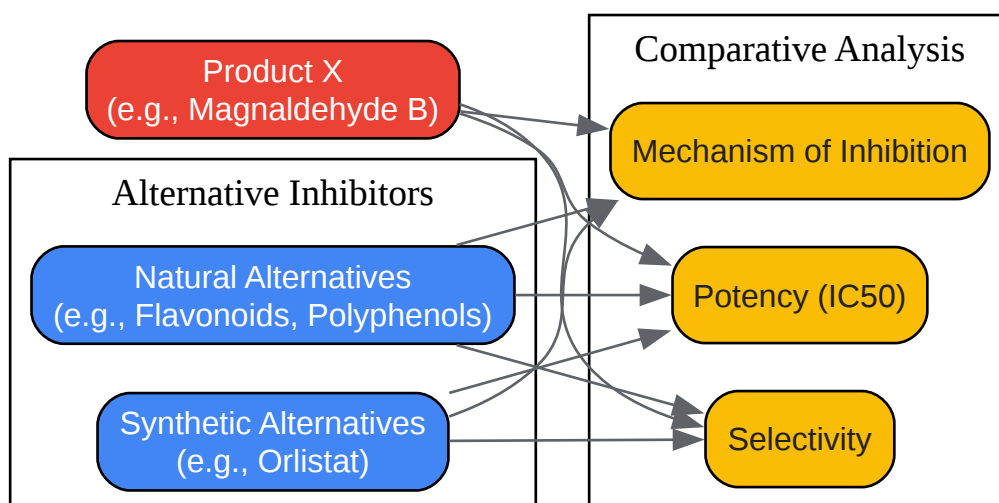 Product X
(e.g., Magnaldehyde B)
Alternative Inhibitors
Natural Alternatives
(e.g., Flavonoids, Polyphenols)
Synthetic Alternatives
(e.g., Orlistat)
Comparative Analysis
Mechanism of Inhibition
Potency (IC50)
Selectivity